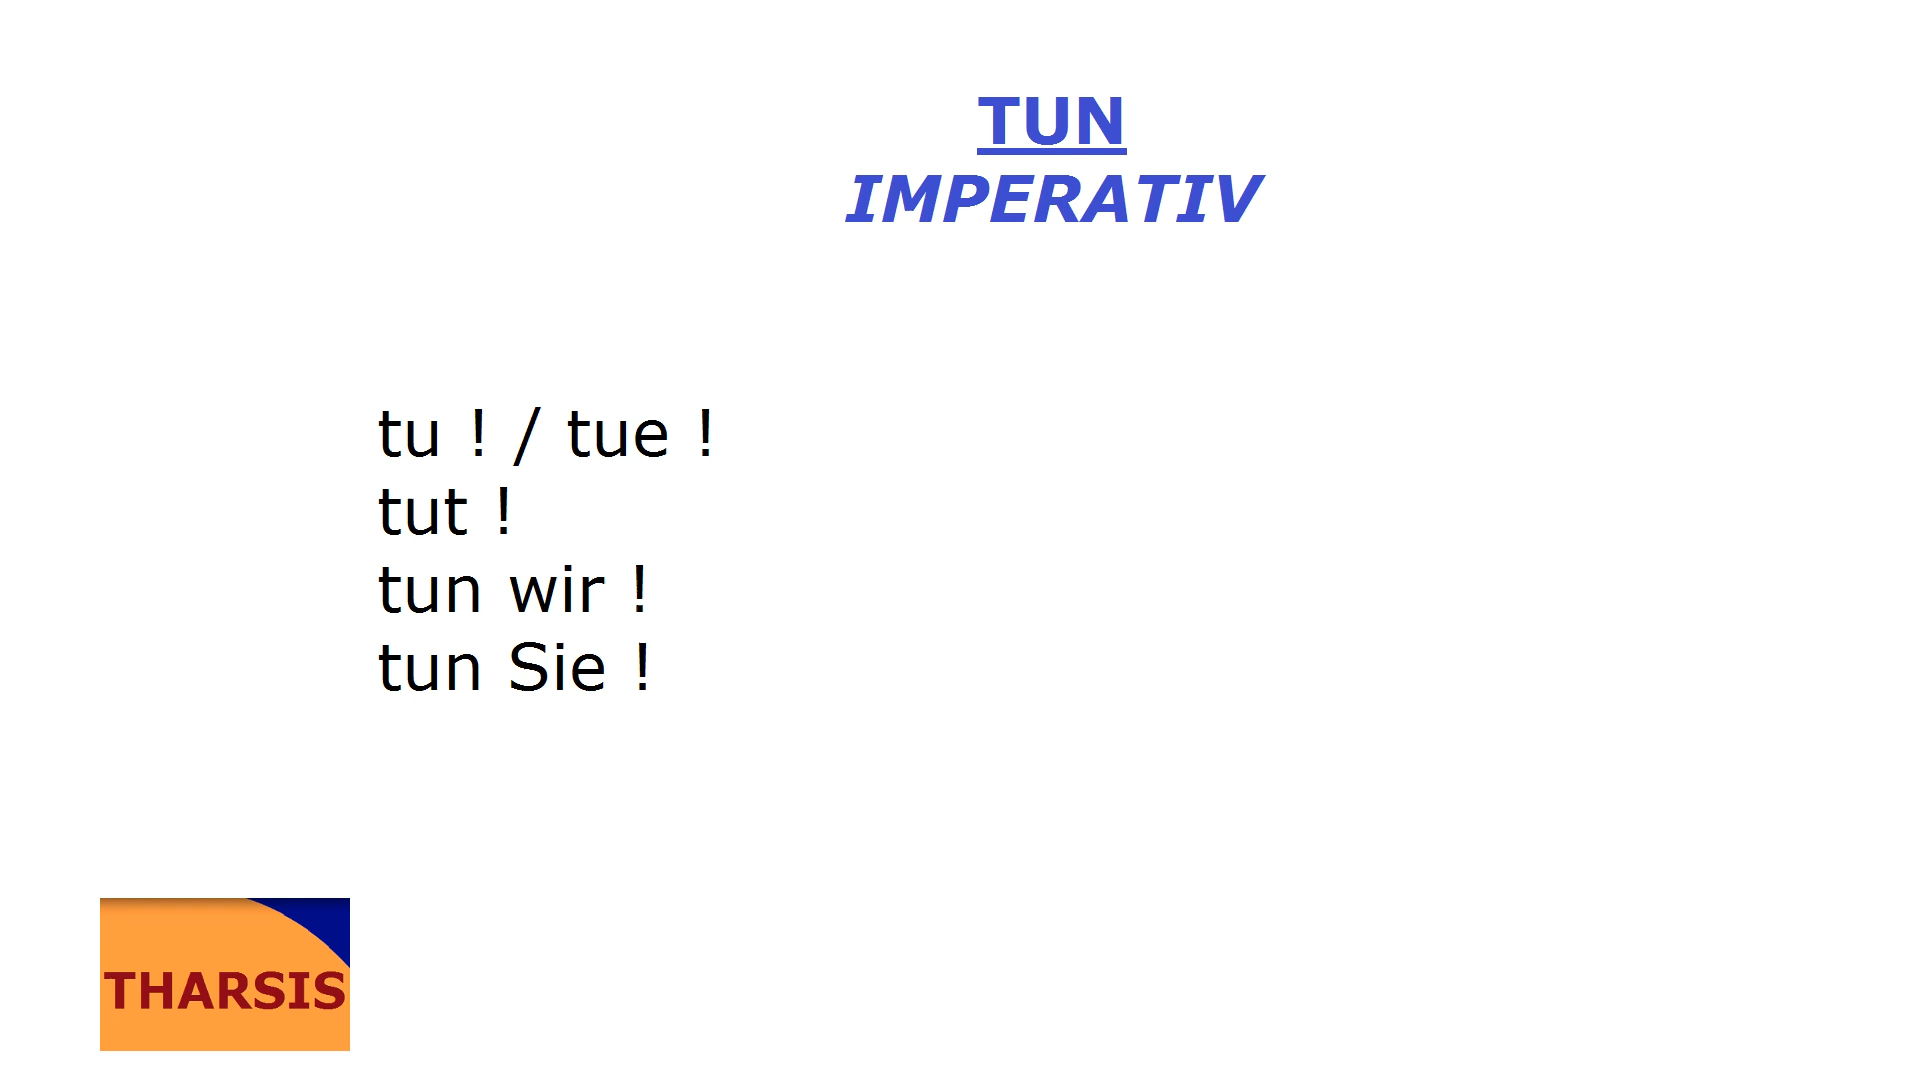 TUN
IMPERATIV
tu ! / tue !
tut !
tun wir !
tun Sie !
THARSIS